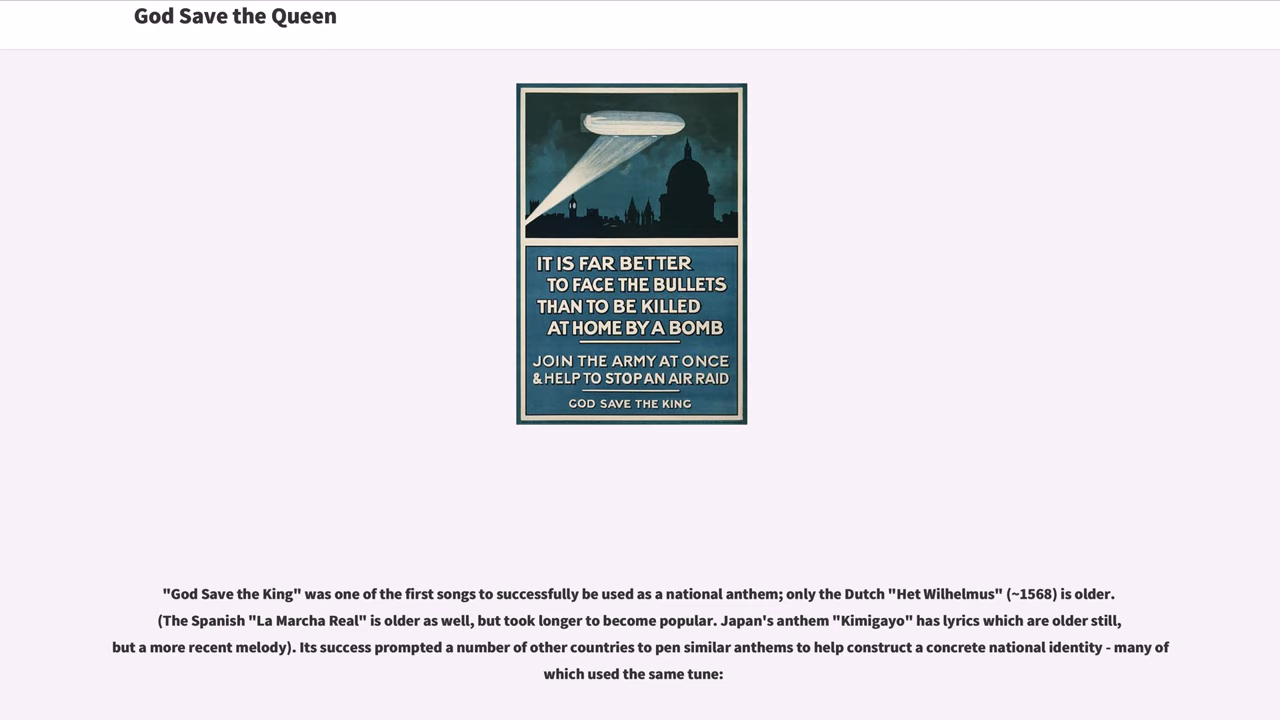 God Save the Queen
IT IS FAR BETTER
TO FACE THE BULLETS
THAN TO BE KILLED
AT HOME BY A BOMB
JOIN THE ARMY AT ONCE
& HELP TO STOP AN AIR RAID
GOD SAVE THE KING
"God Save the King" was one of the first songs to successfully be used as a national anthem; only the Dutch "Het Wilhelmus" (~1568) is older.
(The Spanish "La Marcha Real" is older as well, but took longer to become popular. Japan's anthem "Kimigayo" has lyrics which are older still,
but a more recent melody). Its success prompted a number of other countries to pen similar anthems to help construct a concrete national identity - many of
which used the same tune: